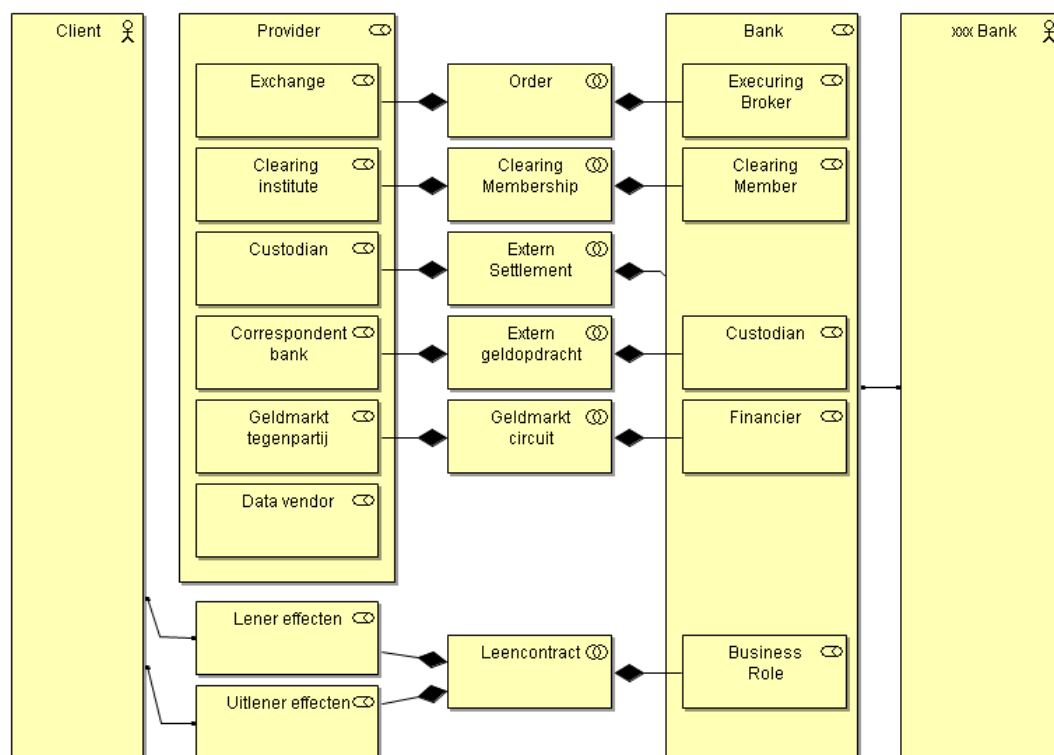 Client
Provider
Bank
xxx Bank
Exchange
Order
Execuring
Broker
Clearing
institute
Clearing
Membership
Clearing
Member
Custodian
Extern
Settlement
Correspondent
bank
Extern
geldopdracht
Custodian
Geldmarkt
tegenpartij
Geldmarkt
circuit
Financier
Data vendor
Lener effecten
Leencontract
Business
Role
Uitlener effecten